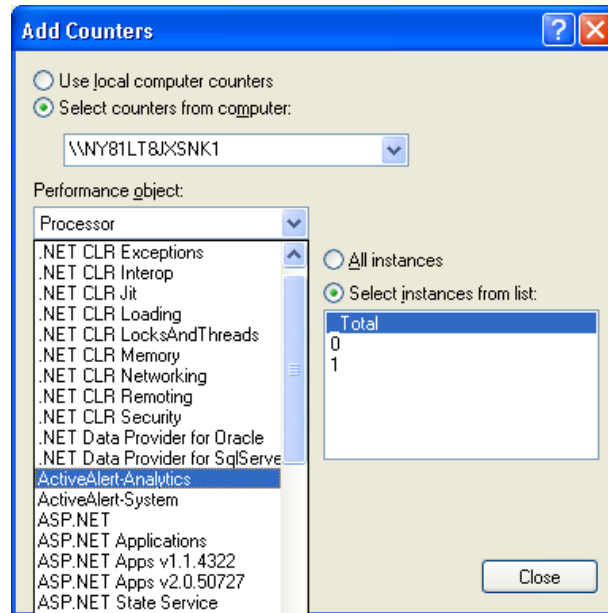 Add Counters
Use local computer counters
Select counters from computer:
\\NY81LT8JXSNK1
Performance object:
Processor
.NET CLR Exceptions
.NET CLR Interop
.NET CLR Jit
.NET CLR Loading
.NET CLR LocksAndThreads
.NET CLR Memory
.NET CLR Networking
.NET CLR Remoting
.NET CLR Security
.NET Data Provider for Oracle
.NET Data Provider for SqlServe
ActiveAlert-Analytics
ActiveAlert-System
ASP.NET
ASP.NET Applications
ASP.NET Apps v1.1.4322
ASP.NET Apps v2.0.50727
ASP.NET State Service
All instances
Select instances from list:
_Total
0
1
Close